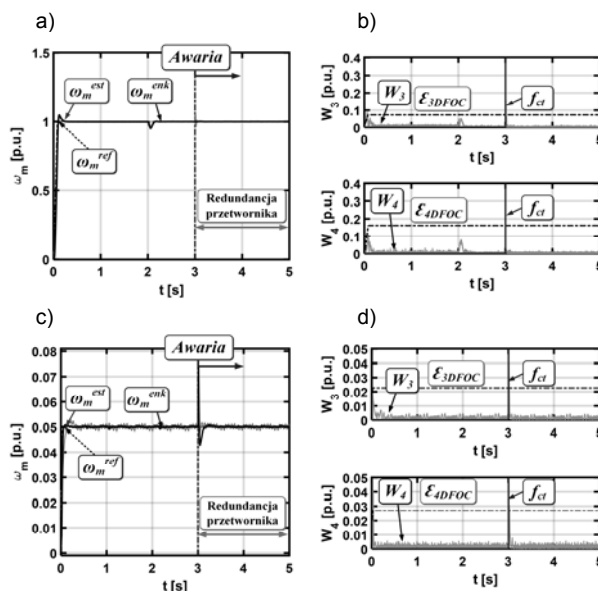 a)
ω_m [p.u.]
1.5
1
0.5
0
Awaria
ω_m^est
ω_m^enk
ω_m^ref
Redundancja
przetwornika
0 1 2 3 4 5
t [s]
b)
W_3 [p.u.]
0.4
0.3
0.2
0.1
0
W_3
ε_3DFOC
f_ct
0 1 2 3 4 5
t [s]
W_4 [p.u.]
0.4
0.3
0.2
0.1
0
W_4
ε_4DFOC
f_ct
0 1 2 3 4 5
t [s]
c)
ω_m [p.u.]
0.08
0.07
0.06
0.05
0.04
0.03
0.02
0.01
0
Awaria
ω_m^est
ω_m^enk
ω_m^ref
Redundancja
przetwornika
0 1 2 3 4 5
t [s]
d)
W_3 [p.u.]
0.05
0.04
0.03
0.02
0.01
0
W_3
ε_3DFOC
f_ct
0 1 2 3 4 5
t [s]
W_4 [p.u.]
0.05
0.04
0.03
0.02
0.01
0
W_4
ε_4DFOC
f_ct
0 1 2 3 4 5
t [s]